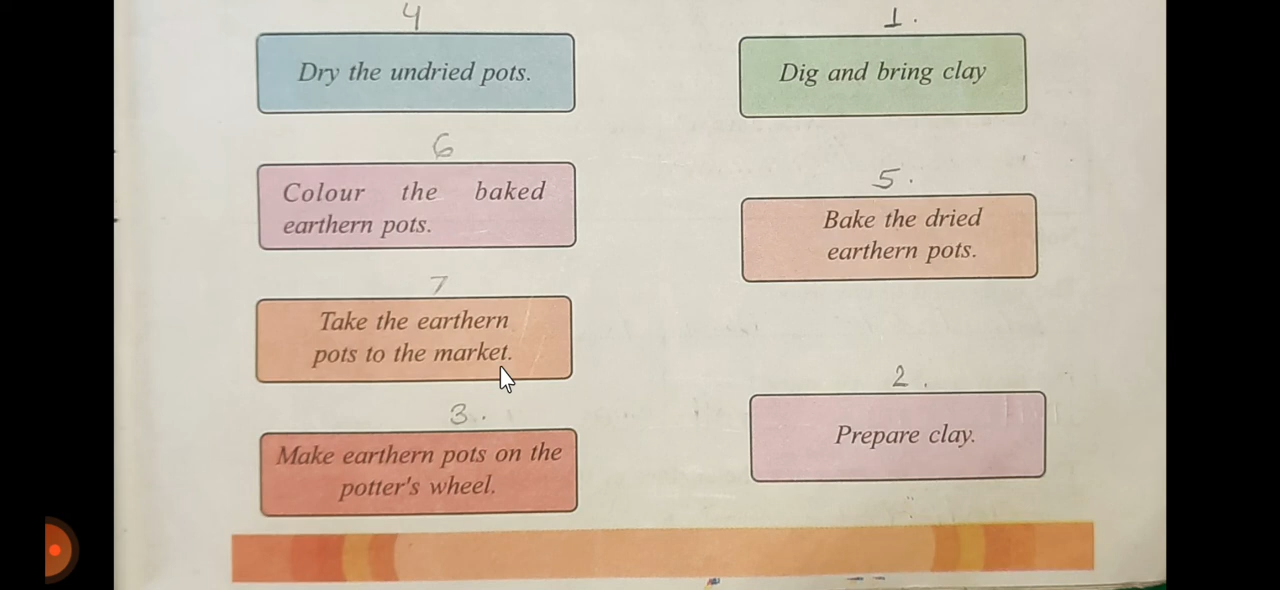 4
Dry the undried pots.
1.
Dig and bring clay
6
Colour the baked
earthern pots.
5.
Bake the dried
earthern pots.
7
Take the earthern
pots to the market.
2.
Prepare clay.
3.
Make earthern pots on the
potter's wheel.